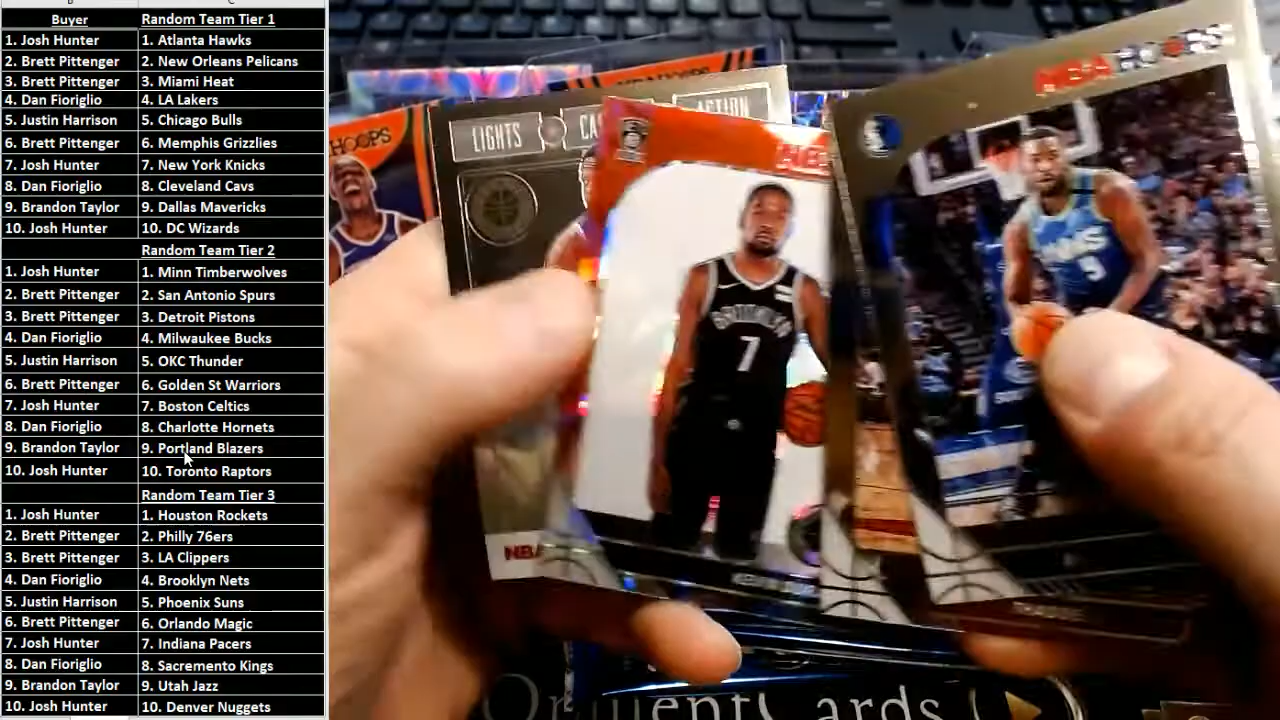 Buyer Random Team Tier 1
1. Josh Hunter 1. Atlanta Hawks
2. Brett Pittenger 2. New Orleans Pelicans
3. Brett Pittenger 3. Miami Heat
4. Dan Fioriglio 4. LA Lakers
5. Justin Harrison 5. Chicago Bulls
6. Brett Pittenger 6. Memphis Grizzlies
7. Josh Hunter 7. New York Knicks
8. Dan Fioriglio 8. Cleveland Cavs
9. Brandon Taylor 9. Dallas Mavericks
10. Josh Hunter 10. DC Wizards
Random Team Tier 2
1. Josh Hunter 1. Minn Timberwolves
2. Brett Pittenger 2. San Antonio Spurs
3. Brett Pittenger 3. Detroit Pistons
4. Dan Fioriglio 4. Milwaukee Bucks
5. Justin Harrison 5. OKC Thunder
6. Brett Pittenger 6. Golden St Warriors
7. Josh Hunter 7. Boston Celtics
8. Dan Fioriglio 8. Charlotte Hornets
9. Brandon Taylor 9. Portland Blazers
10. Josh Hunter 10. Toronto Raptors
Random Team Tier 3
1. Josh Hunter 1. Houston Rockets
2. Brett Pittenger 2. Philly 76ers
3. Brett Pittenger 3. LA Clippers
4. Dan Fioriglio 4. Brooklyn Nets
5. Justin Harrison 5. Phoenix Suns
6. Brett Pittenger 6. Orlando Magic
7. Josh Hunter 7. Indiana Pacers
8. Dan Fioriglio 8. Sacremento Kings
9. Brandon Taylor 9. Utah Jazz
10. Josh Hunter 10. Denver Nuggets
HOOPS
LIGHTS ACTION
BROOKLYN
7
NBA
NBA HOOPS
5
Cards